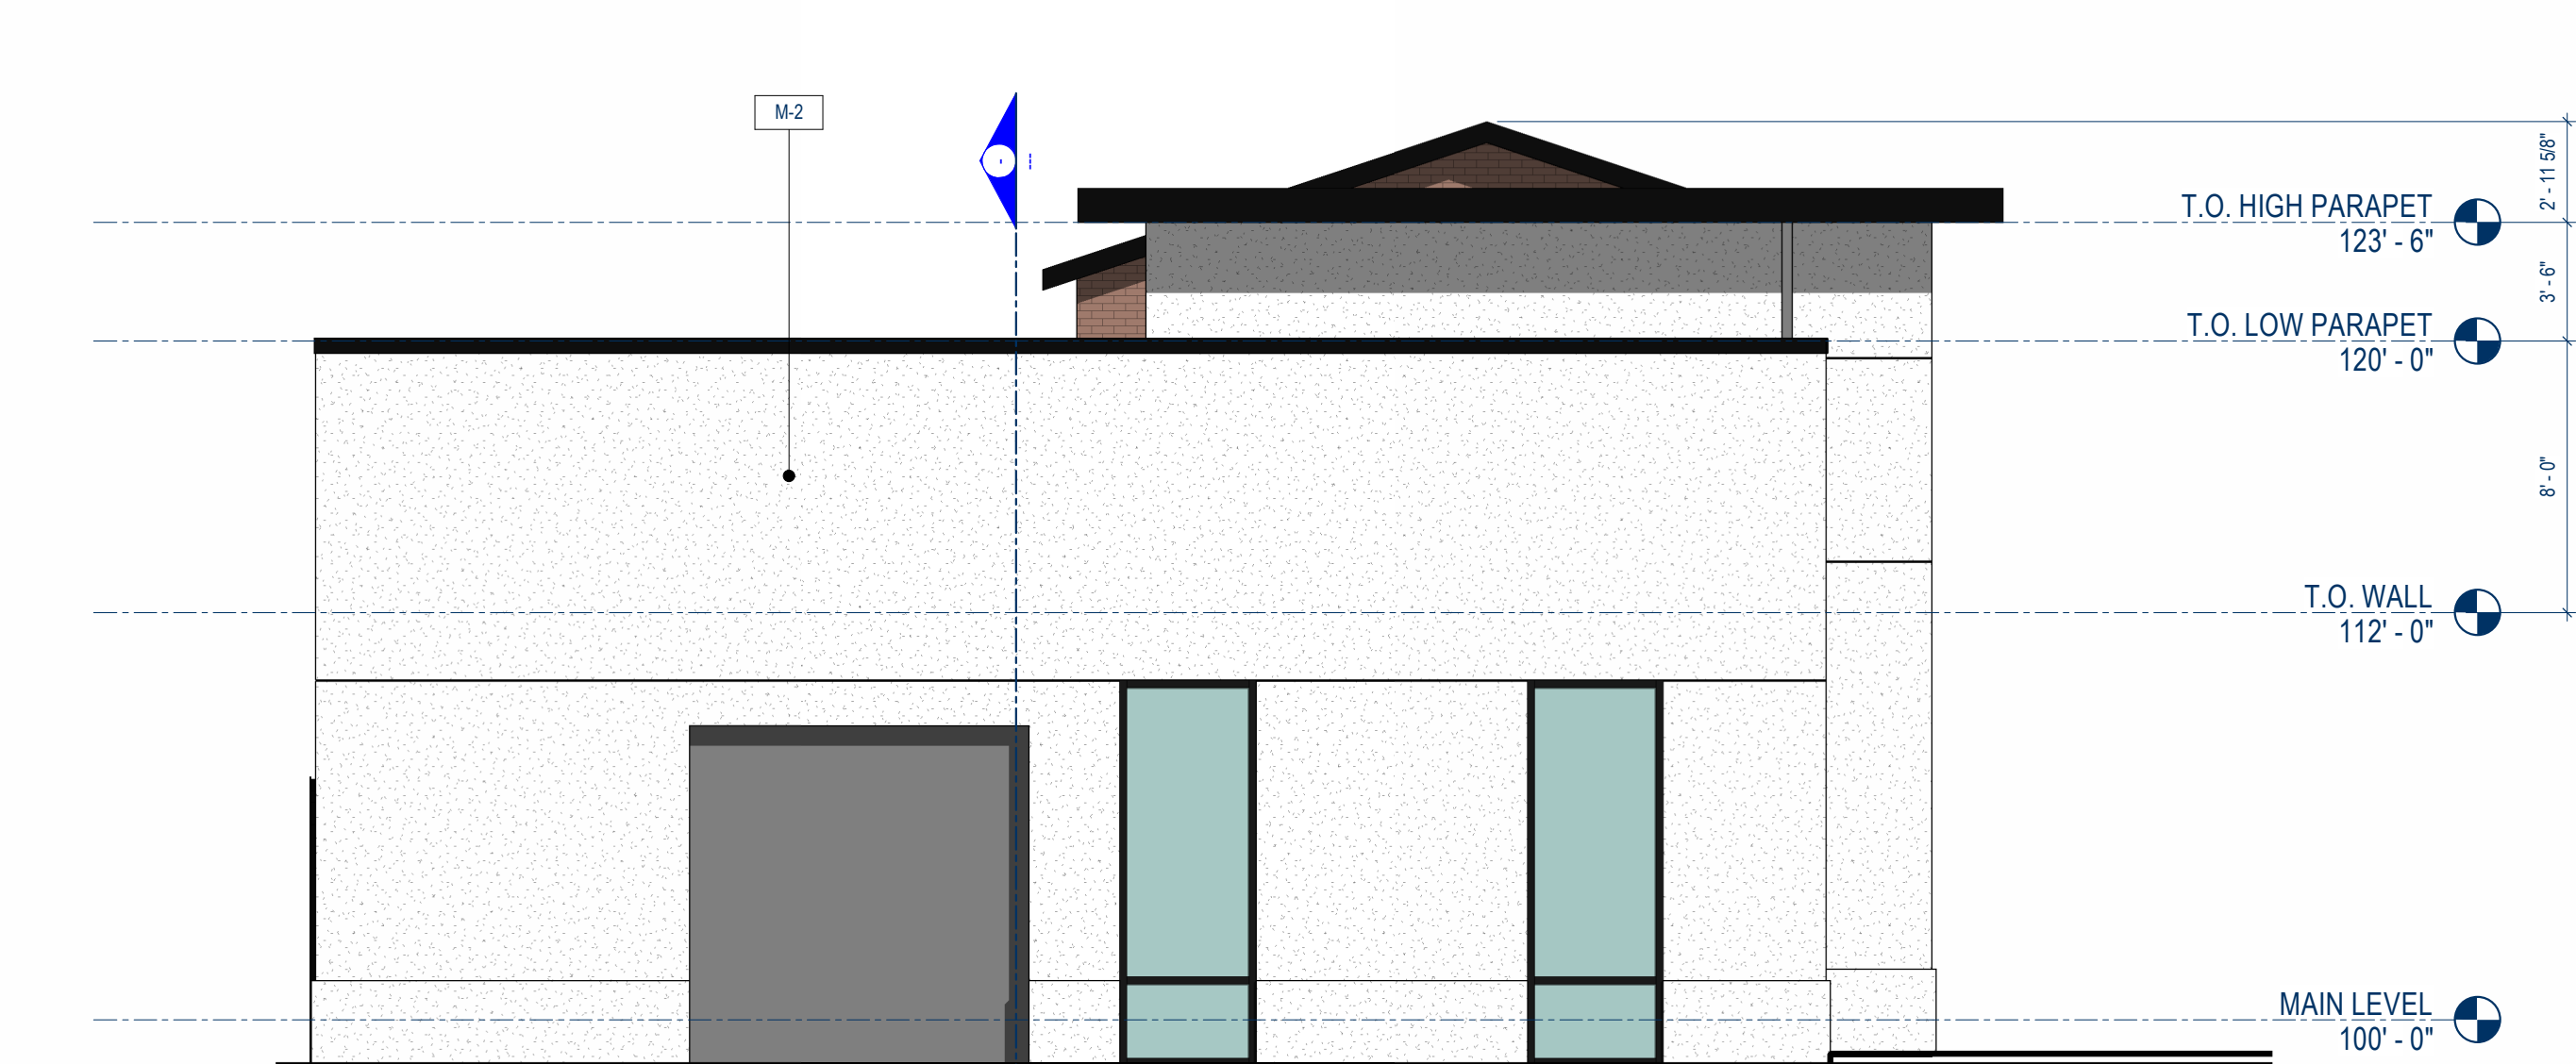 M-2
-
---
2' - 11 5/8"
T.O. HIGH PARAPET
123' - 6"
3' - 6"
T.O. LOW PARAPET
120' - 0"
8' - 0"
T.O. WALL
112' - 0"
MAIN LEVEL
100' - 0"